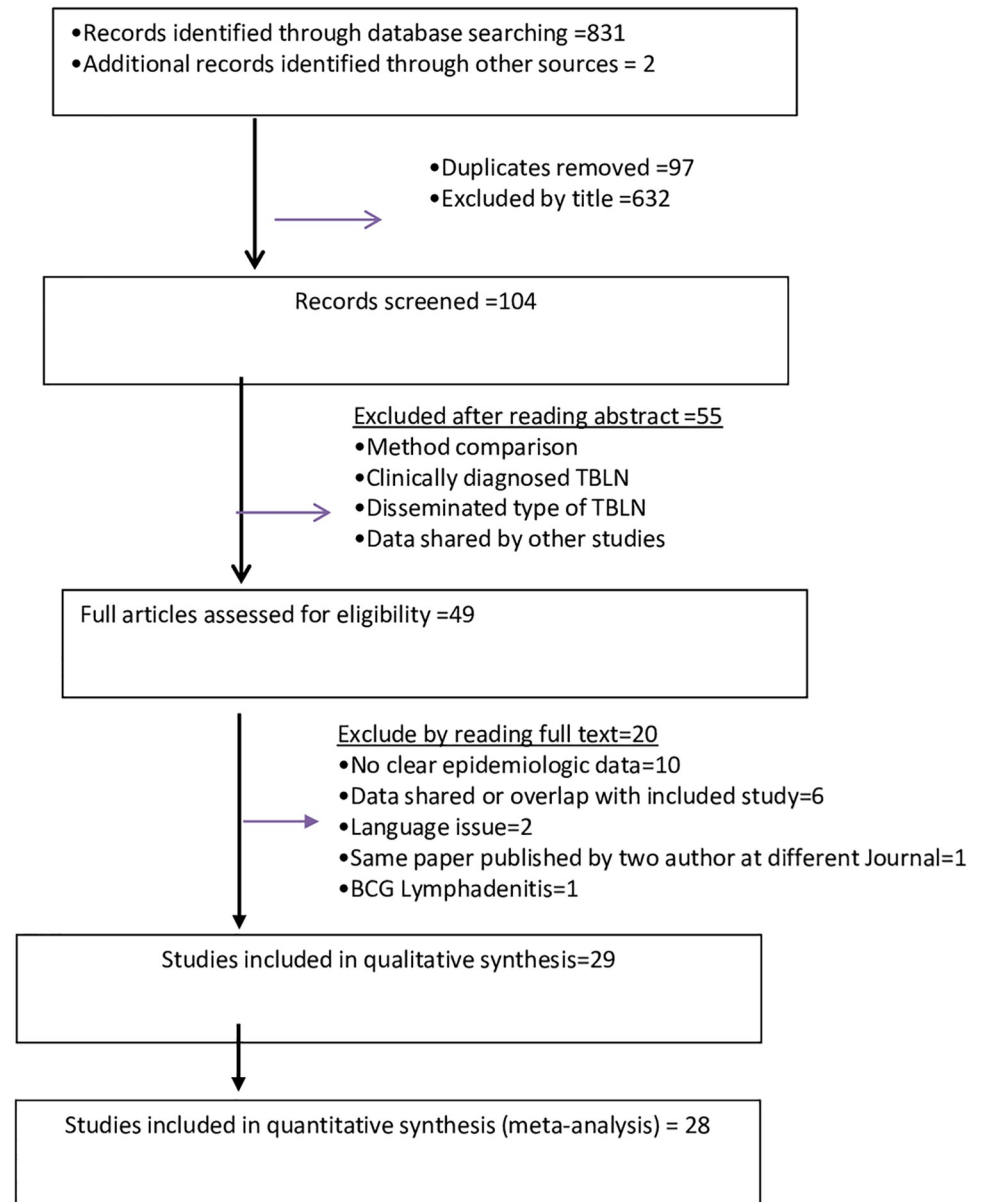 •Records identified through database searching =831
•Additional records identified through other sources = 2
•Duplicates removed =97
•Excluded by title =632
Records screened =104
Excluded after reading abstract =55
•Method comparison
•Clinically diagnosed TBLN
•Disseminated type of TBLN
•Data shared by other studies
Full articles assessed for eligibility =49
Exclude by reading full text=20
•No clear epidemiologic data=10
•Data shared or overlap with included study=6
•Language issue=2
•Same paper published by two author at different Journal=1
•BCG Lymphadenitis=1
Studies included in qualitative synthesis=29
Studies included in quantitative synthesis (meta-analysis) = 28